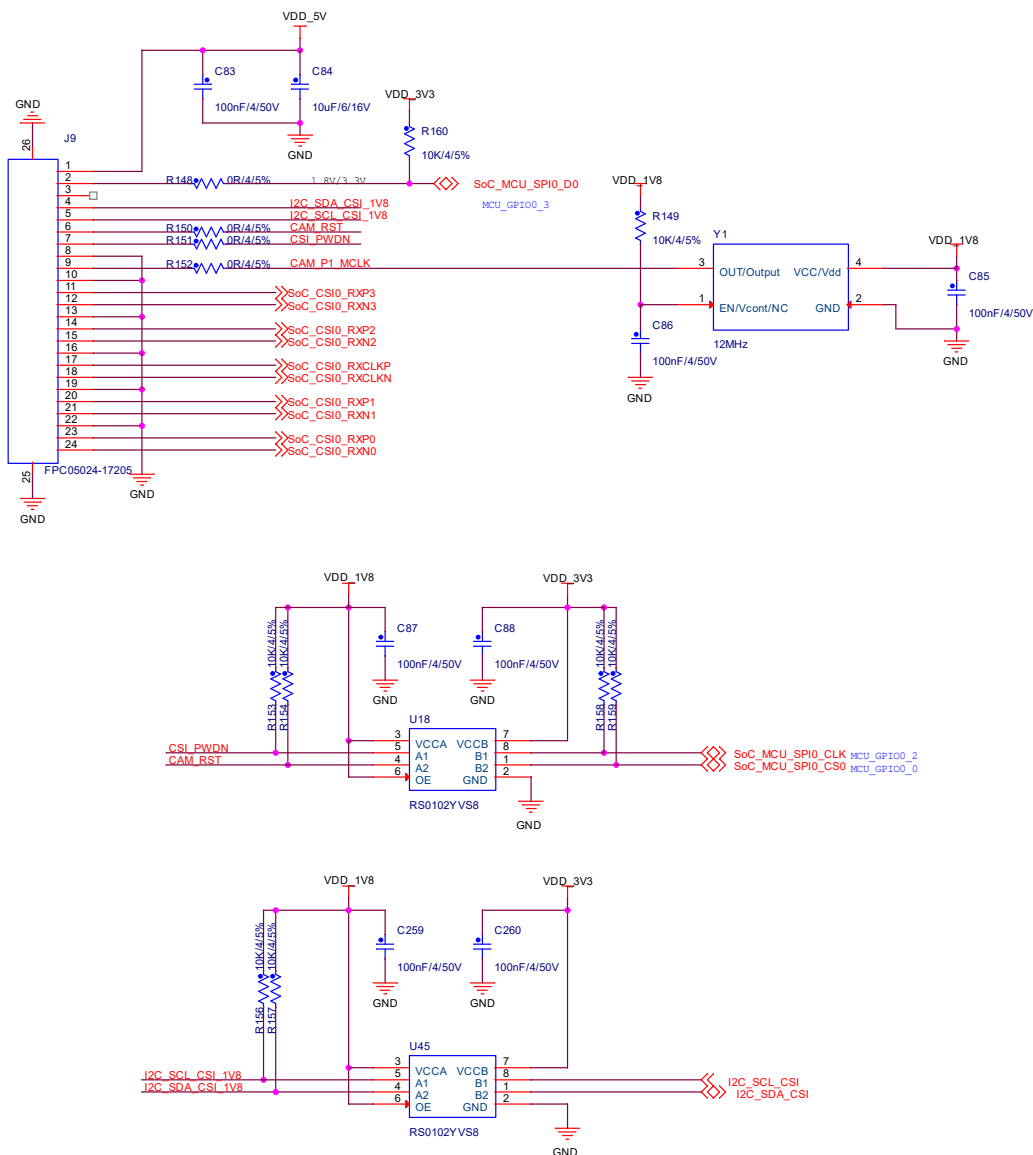 VDD_5V
C83
100nF/4/50V
C84
10uF/6/16V
GND
VDD_3V3
R160
10K/4/5%
GND
26
J9
1
2
3
4
5
6
7
8
9
10
11
12
13
14
15
16
17
18
19
20
21
22
23
24
25
FPC05024-17205
GND
GND
R148 0R/4/5% 1.8V/3.3V
SoC_MCU_SPI0_D0
MCU_GPIO0_3
I2C_SDA_CSI_1V8
I2C_SCL_CSI_1V8
R150 0R/4/5% CAM_RST
R151 0R/4/5% CSI_PWDN
R152 0R/4/5% CAM_P1_MCLK
SoC_CSI0_RXP3
SoC_CSI0_RXN3
SoC_CSI0_RXP2
SoC_CSI0_RXN2
SoC_CSI0_RXCLKP
SoC_CSI0_RXCLKN
SoC_CSI0_RXP1
SoC_CSI0_RXN1
SoC_CSI0_RXP0
SoC_CSI0_RXN0
VDD_1V8
R149
10K/4/5%
C86
100nF/4/50V
GND
Y1
3 OUT/Output VCC/Vdd 4
1 EN/Vcont/NC GND 2
12MHz
VDD_1V8
C85
100nF/4/50V
GND
VDD_1V8
VDD_3V3
R153 10K/4/5%
R154 10K/4/5%
C87
100nF/4/50V
GND
C88
100nF/4/50V
GND
R158 10K/4/5%
R159 10K/4/5%
U18
3 VCCA VCCB 7
CSI_PWDN 5 A1 B1 8 SoC_MCU_SPI0_CLK MCU_GPIO0_2
CAM_RST 4 A2 B2 1 SoC_MCU_SPI0_CS0 MCU_GPIO0_0
6 OE GND 2
RS0102YVS8
GND
VDD_1V8
VDD_3V3
R156 10K/4/5%
R157 10K/4/5%
C259
100nF/4/50V
GND
C260
100nF/4/50V
GND
U45
3 VCCA VCCB 7
I2C_SCL_CSI_1V8 5 A1 B1 8 I2C_SCL_CSI
I2C_SDA_CSI_1V8 4 A2 B2 1 I2C_SDA_CSI
6 OE GND 2
RS0102YVS8
GND